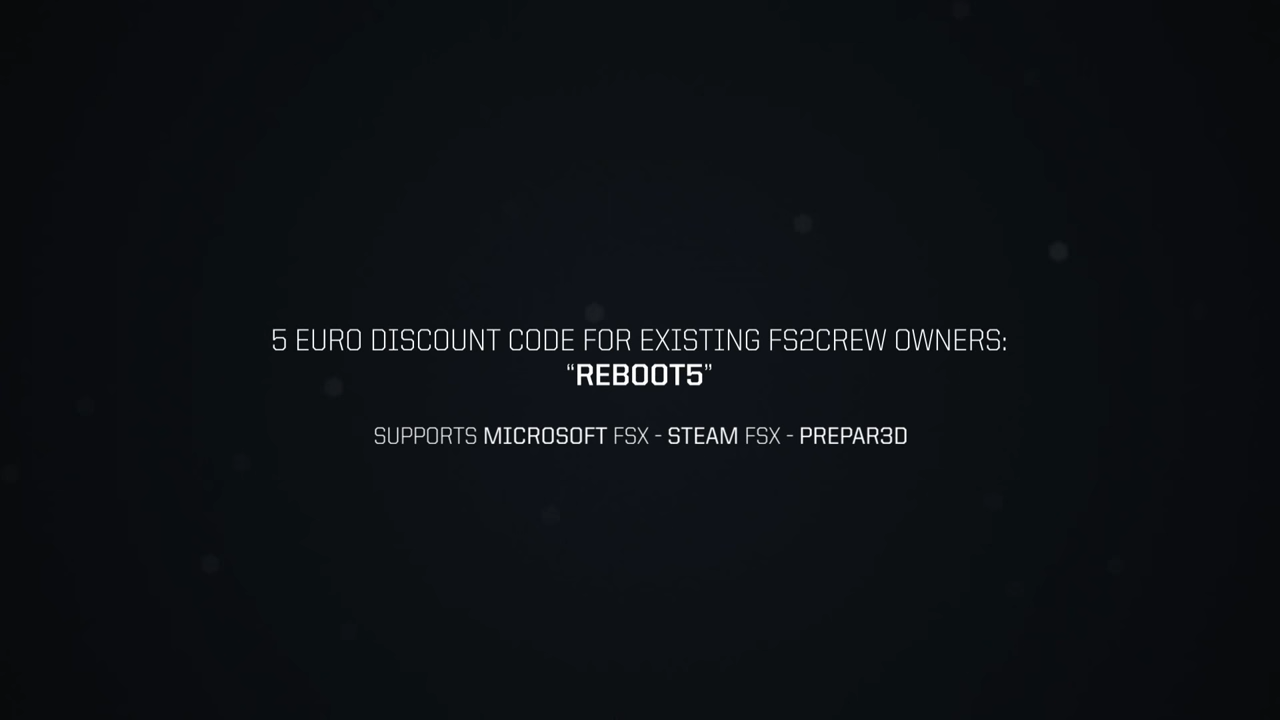 5 EURO DISCOUNT CODE FOR EXISTING FS2CREW OWNERS:
“REBOOT5”
SUPPORTS MICROSOFT FSX - STEAM FSX - PREPAR3D